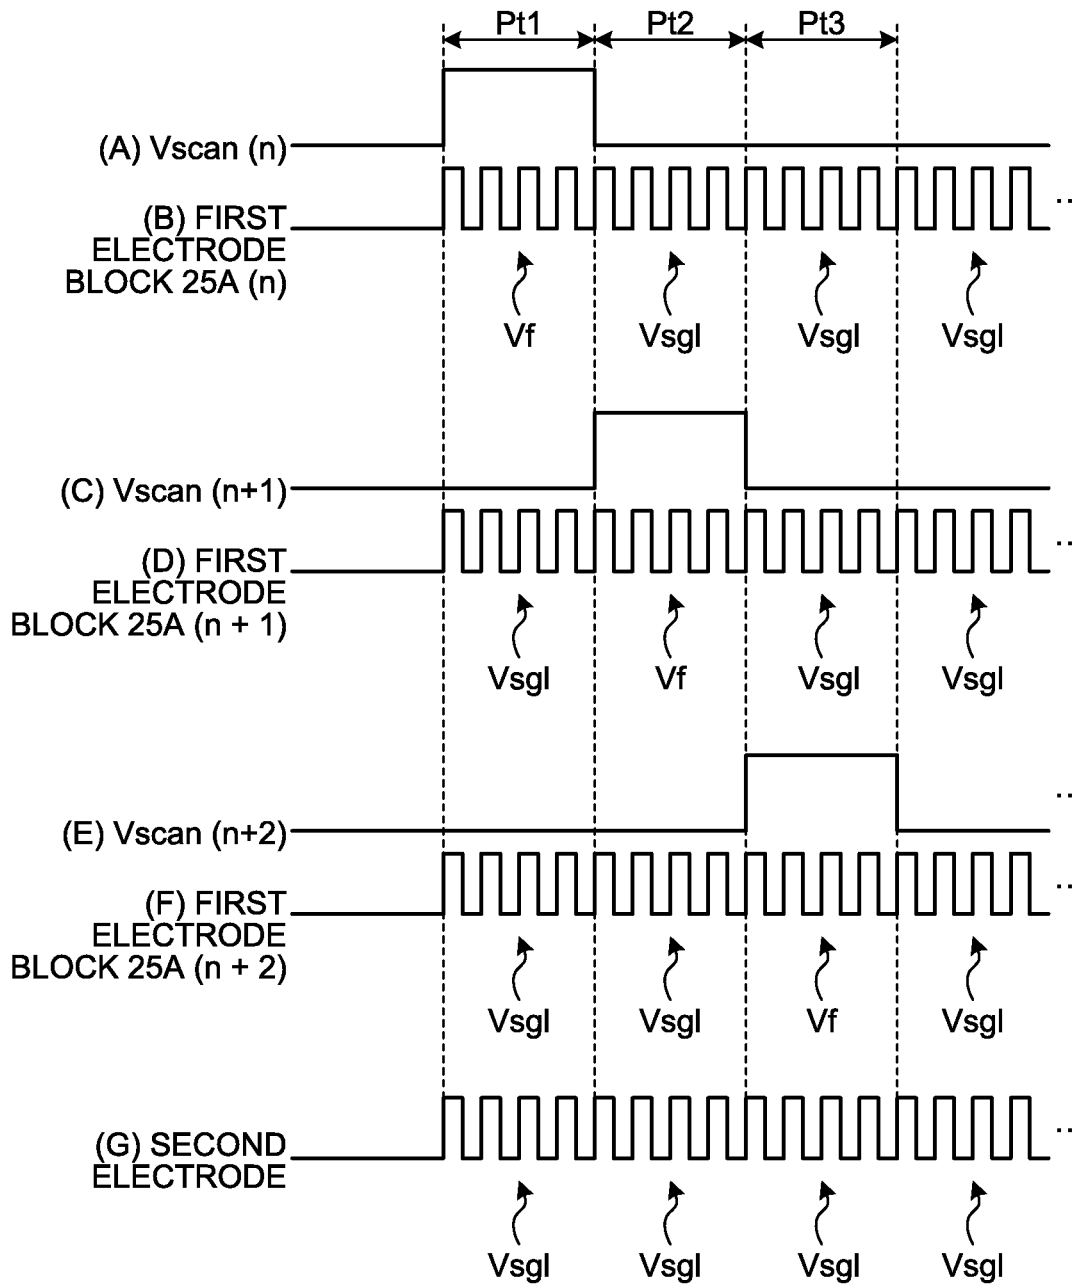 Pt1 Pt2 Pt3
(A) Vscan (n)
(B) FIRST
ELECTRODE
BLOCK 25A (n)
Vf Vsgl Vsgl Vsgl
(C) Vscan (n+1)
(D) FIRST
ELECTRODE
BLOCK 25A (n + 1)
Vsgl Vf Vsgl Vsgl
(E) Vscan (n+2)
(F) FIRST
ELECTRODE
BLOCK 25A (n + 2)
Vsgl Vsgl Vf Vsgl
(G) SECOND
ELECTRODE
Vsgl Vsgl Vsgl Vsgl